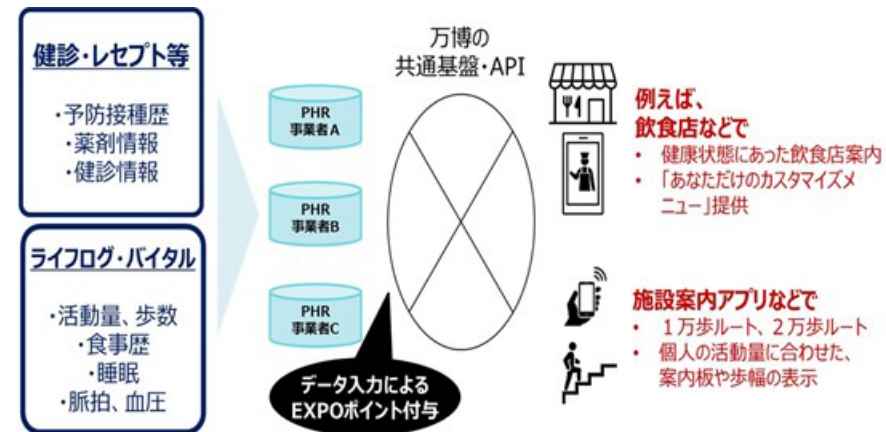 健診・レセプト等
・予防接種歴
・薬剤情報
・健診情報
ライフログ・バイタル
・活動量、歩数
・食事歴
・睡眠
・脈拍、血圧
PHR
事業者A
PHR
事業者B
PHR
事業者C
データ入力による
EXPOポイント付与
万博の
共通基盤・API
例えば、
飲食店などで
• 健康状態にあった飲食店案内
• 「あなただけのカスタマイズメ
ニュー」提供
施設案内アプリなどで
• 1万歩ルート、2万歩ルート
• 個人の活動量に合わせた、
案内板や歩幅の表示